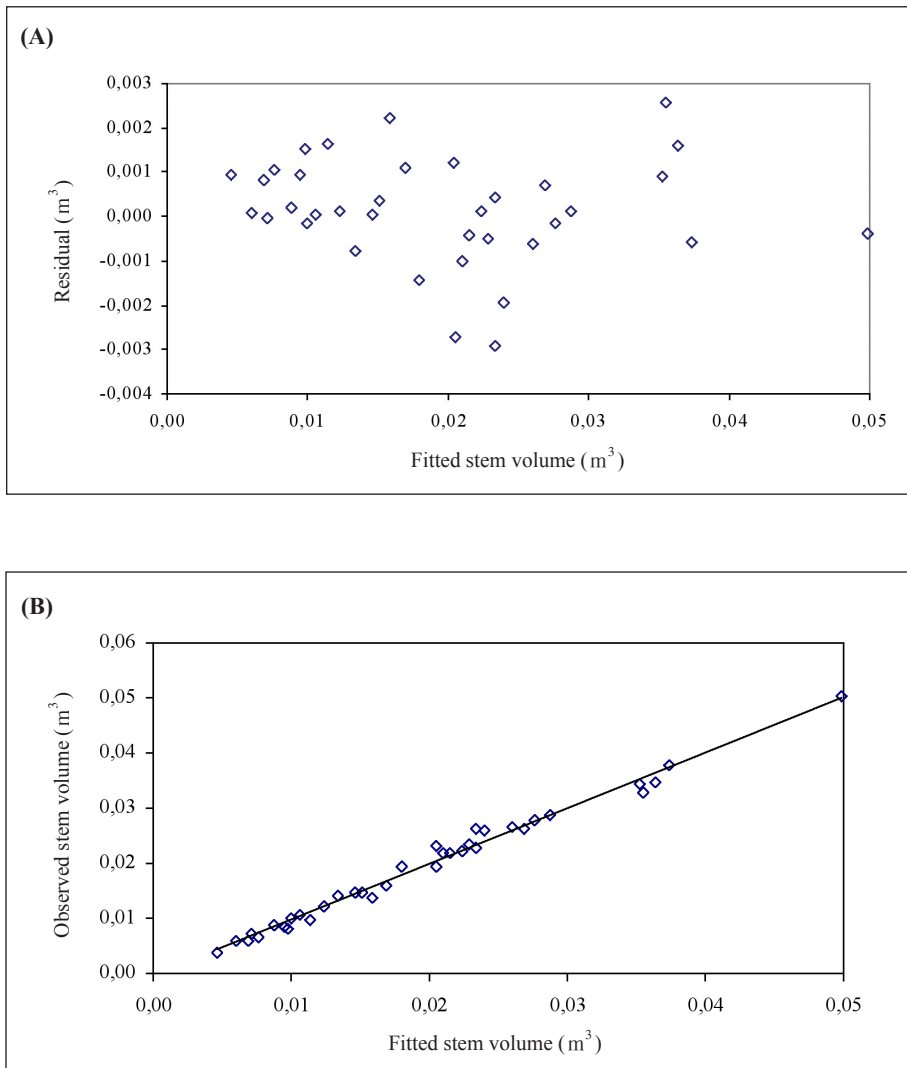 (A)
Residual (m³)
0,003
0,002
0,001
0,000
-0,001
-0,002
-0,003
-0,004
0,00 0,01 0,02 0,03 0,04 0,05
Fitted stem volume (m³)
(B)
Observed stem volume (m³)
0,06
0,05
0,04
0,03
0,02
0,01
0,00
0,00 0,01 0,02 0,03 0,04 0,05
Fitted stem volume (m³)